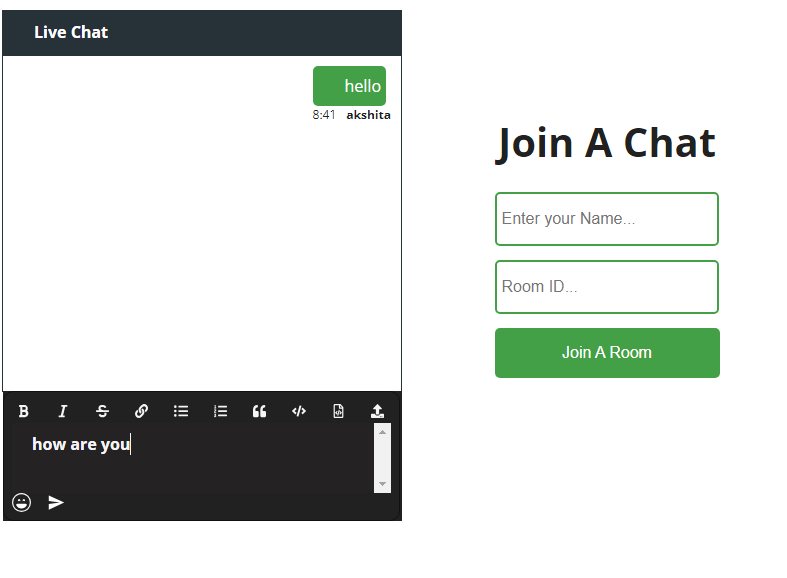 Live Chat
hello
8:41 akshita
how are you
Join A Chat
Enter your Name...
Room ID...
Join A Room